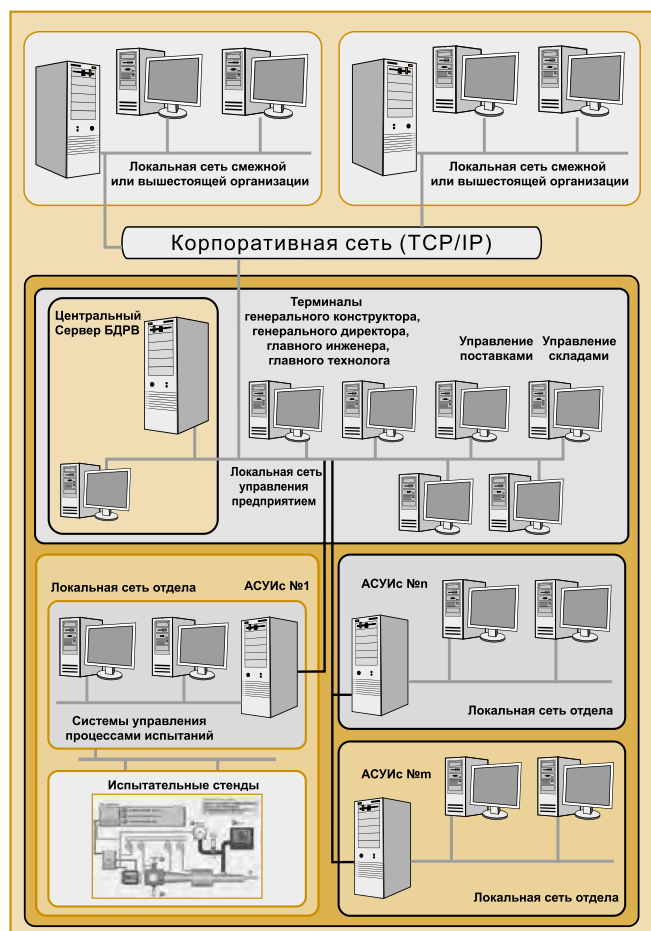 Локальная сеть смежной
или вышестоящей организации
Локальная сеть смежной
или вышестоящей организации
Корпоративная сеть (TCP/IP)
Центральный
Сервер БДРВ
Терминалы
генерального конструктора,
генерального директора,
главного инженера,
главного технолога
Управление
поставками
Управление
складами
Локальная сеть
управления
предприятием
Локальная сеть отдела
АСУИс №1
Системы управления
процессами испытаний
Испытательные стенды
АСУИс №n
Локальная сеть отдела
АСУИс №m
Локальная сеть отдела